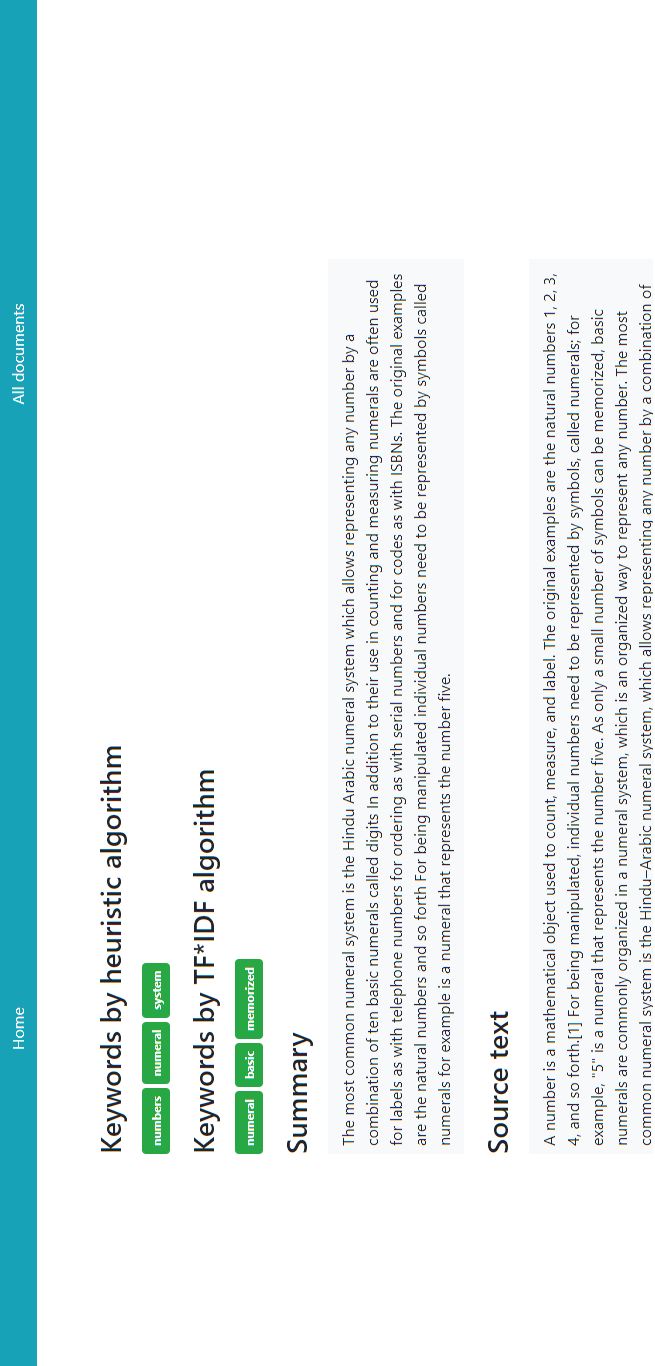 Home
All documents
Keywords by heuristic algorithm
numbers numeral system
Keywords by TF*IDF algorithm
numeral basic memorized
Summary
The most common numeral system is the Hindu Arabic numeral system which allows representing any number by a
combination of ten basic numerals called digits In addition to their use in counting and measuring numerals are often used
for labels as with telephone numbers for ordering as with serial numbers and for codes as with ISBNs. The original examples
are the natural numbers and so forth For being manipulated individual numbers need to be represented by symbols called
numerals for example is a numeral that represents the number five.
Source text
A number is a mathematical object used to count, measure, and label. The original examples are the natural numbers 1, 2, 3,
4, and so forth.[1] For being manipulated, individual numbers need to be represented by symbols, called numerals; for
example, "5" is a numeral that represents the number five. As only a small number of symbols can be memorized, basic
numerals are commonly organized in a numeral system, which is an organized way to represent any number. The most
common numeral system is the Hindu–Arabic numeral system, which allows representing any number by a combination of